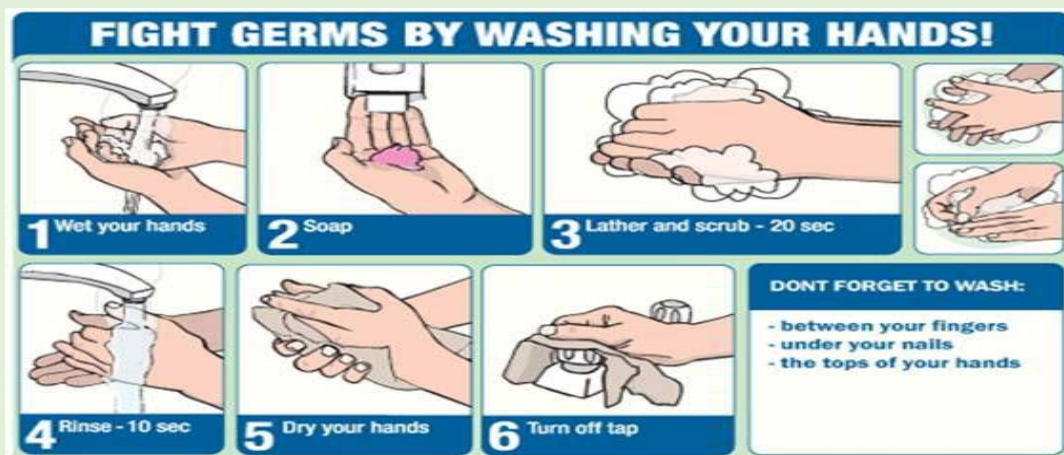 FIGHT GERMS BY WASHING YOUR HANDS!
1 Wet your hands
2 Soap
3 Lather and scrub - 20 sec
4 Rinse - 10 sec
5 Dry your hands
6 Turn off tap
DONT FORGET TO WASH:
- between your fingers
- under your nails
- the tops of your hands